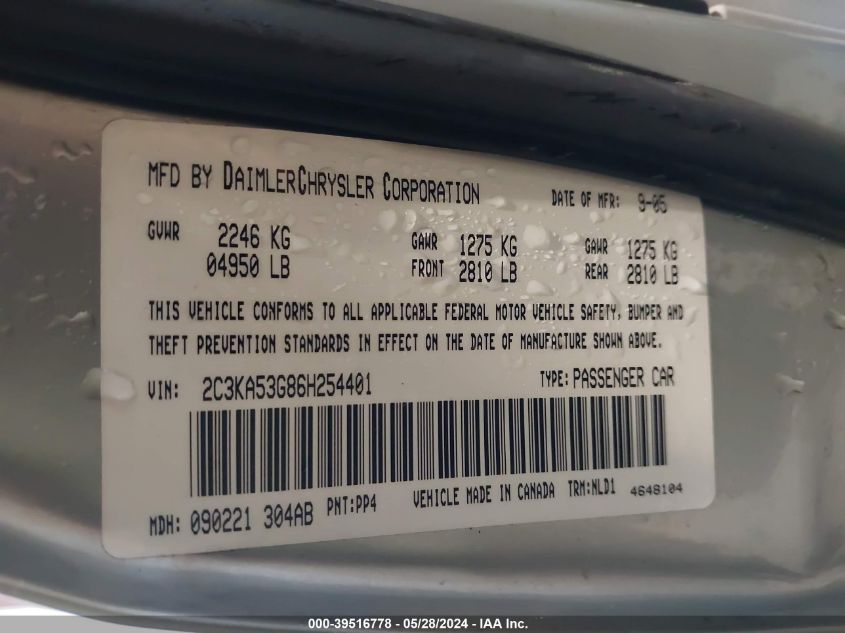 MFD BY DAIMLERCHRYSLER CORPORATION DATE OF MFR: 9-05
GVWR 2246 KG GAWR 1275 KG GAWR 1275 KG
04950 LB FRONT 2810 LB REAR 2810 LB
THIS VEHICLE CONFORMS TO ALL APPLICABLE FEDERAL MOTOR VEHICLE SAFETY, BUMPER AND
THEFT PREVENTION STANDARDS IN EFFECT ON THE DATE OF MANUFACTURE SHOWN ABOVE.
VIN: 2C3KA53G86H254401 TYPE: PASSENGER CAR
MDH: 090221 304AB PNT:PP4 VEHICLE MADE IN CANADA TRM:NLD1 4648104
000-39516778 - 05/28/2024 - IAA Inc.